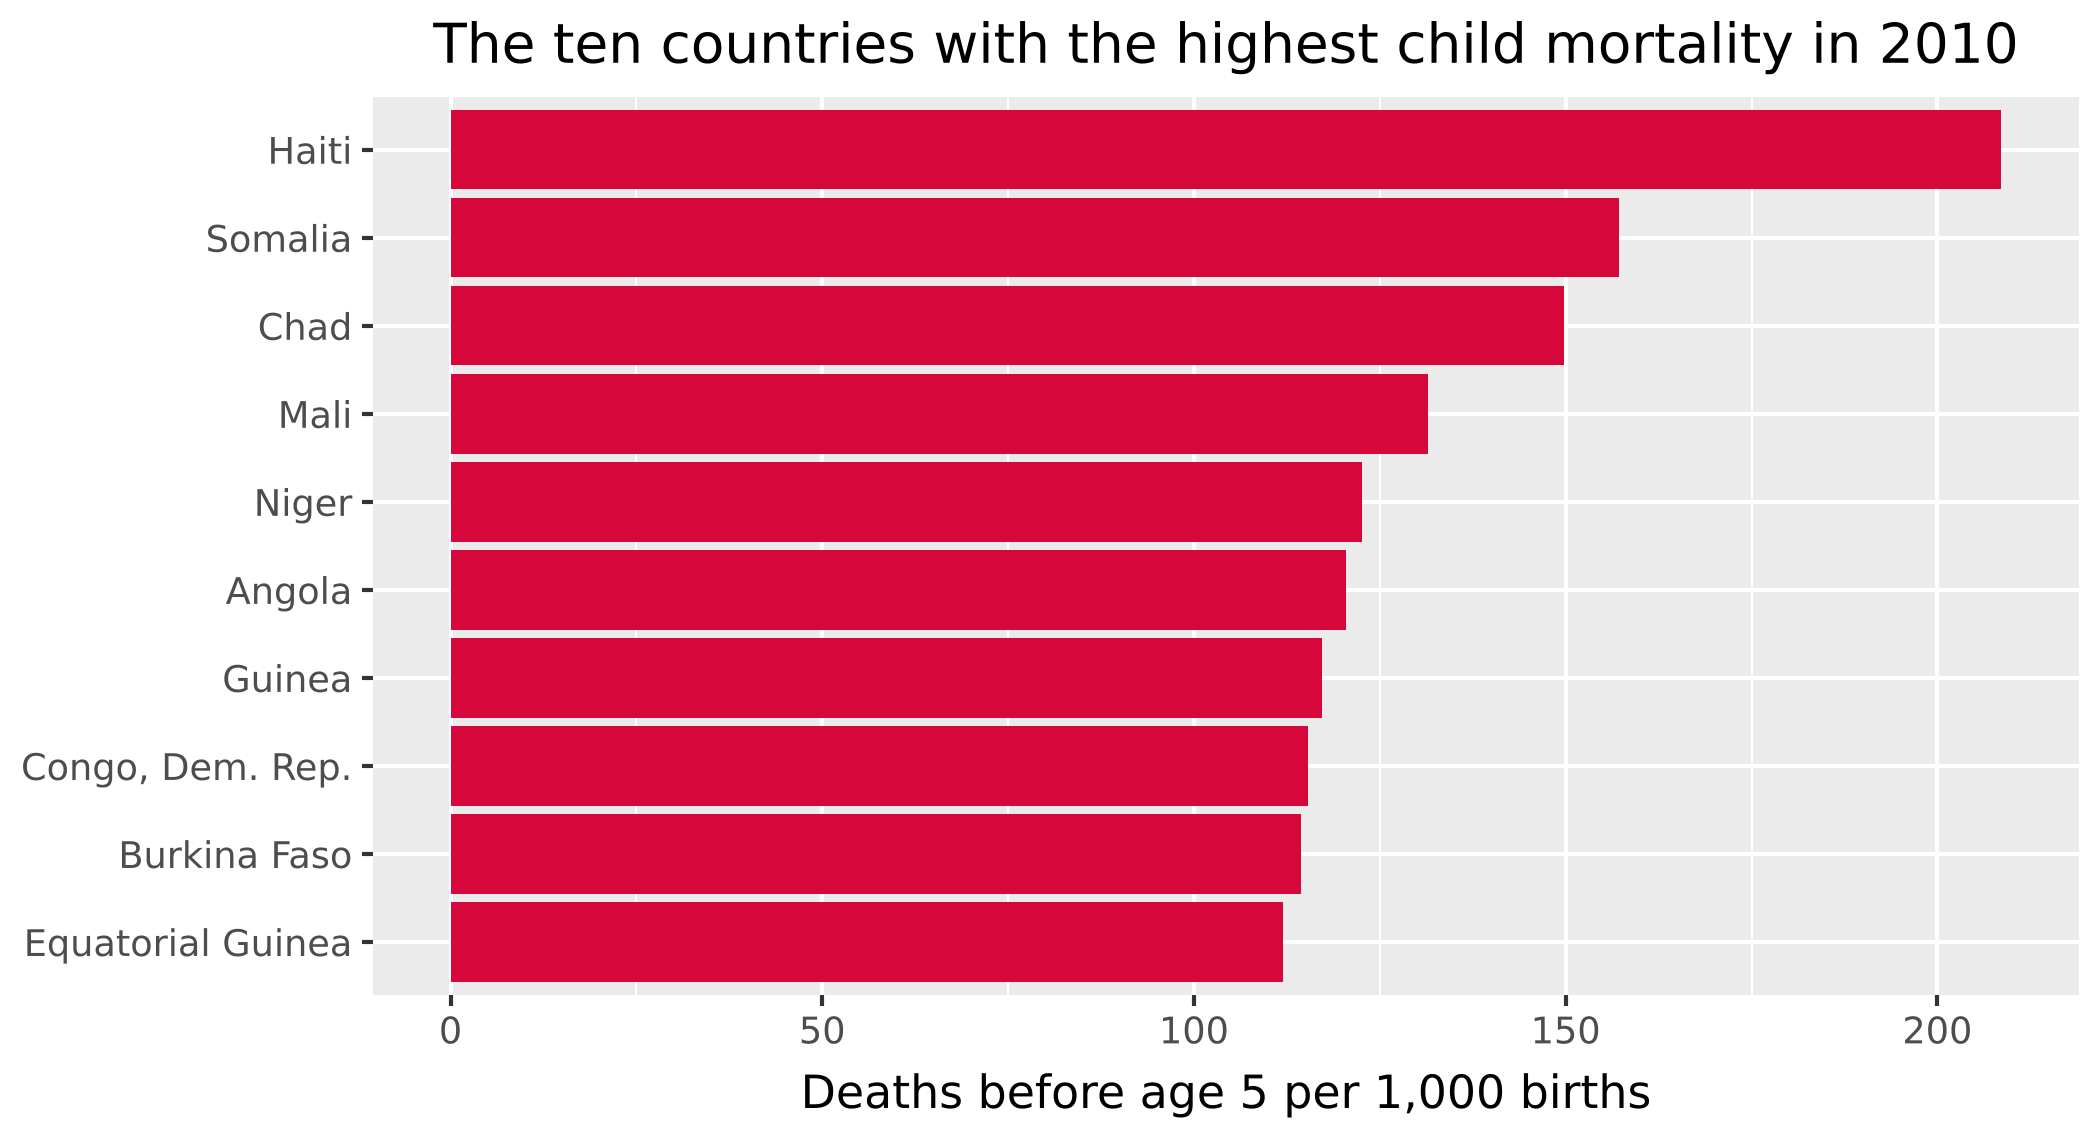 The ten countries with the highest child mortality in 2010
Haiti
Somalia
Chad
Mali
Niger
Angola
Guinea
Congo, Dem. Rep.
Burkina Faso
Equatorial Guinea
0 50 100 150 200
Deaths before age 5 per 1,000 births